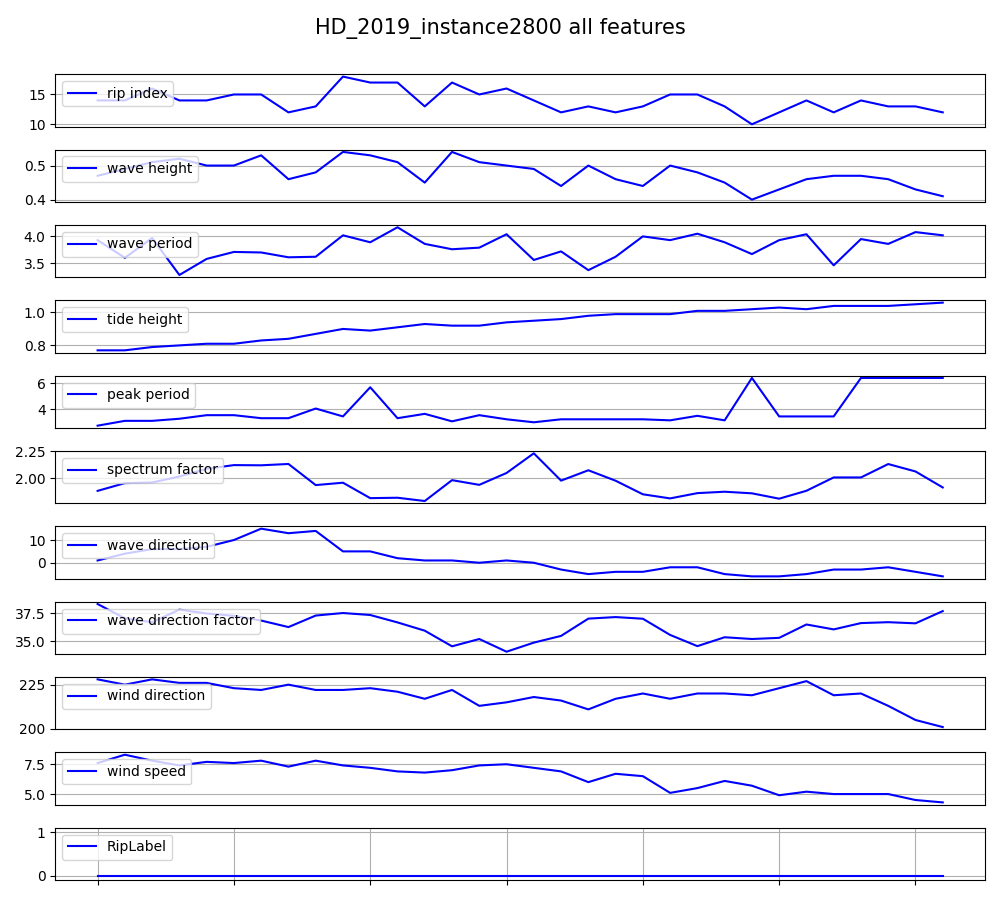 HD_2019_instance2800 all features
15
10
rip index
0.5
0.4
wave height
4.0
3.5
wave period
1.0
0.8
tide height
6
4
peak period
2.25
2.00
spectrum factor
10
0
wave direction
37.5
35.0
wave direction factor
225
200
wind direction
7.5
5.0
wind speed
1
0
RipLabel